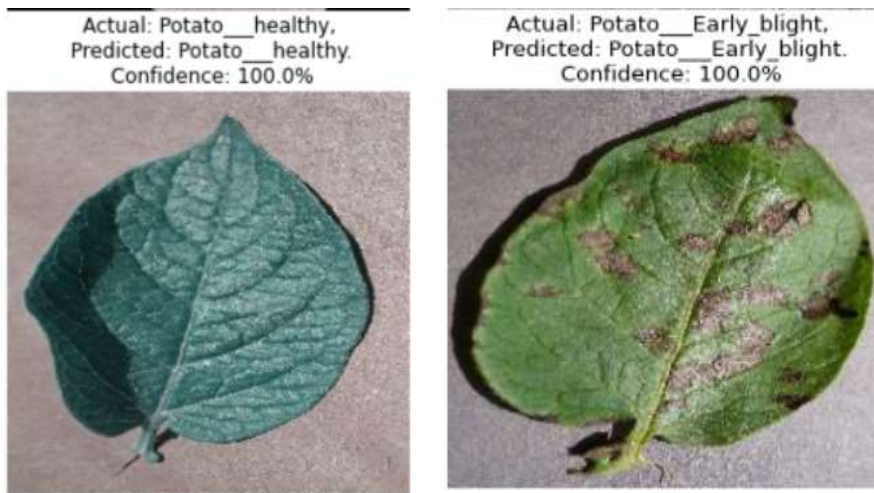 Actual: Potato___healthy,
Predicted: Potato___healthy.
Confidence: 100.0%
Actual: Potato___Early_blight,
Predicted: Potato___Early_blight.
Confidence: 100.0%